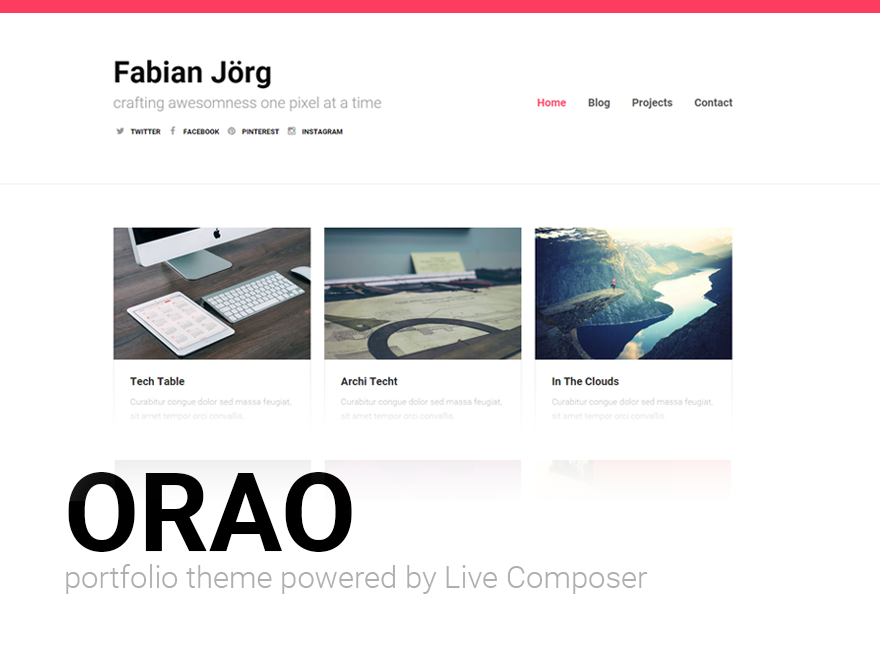 Fabian Jörg
crafting awesomness one pixel at a time
TWITTER FACEBOOK PINTEREST INSTAGRAM
Home Blog Projects Contact
Tech Table
Curabitur congue dolor sed massa feugiat,
sit amet tempor orci convallis...
Archi Techt
Curabitur congue dolor sed massa feugiat,
sit amet tempor orci convallis...
In The Clouds
Curabitur congue dolor sed massa feugiat,
sit amet tempor orci convallis...
ORAO
portfolio theme powered by Live Composer